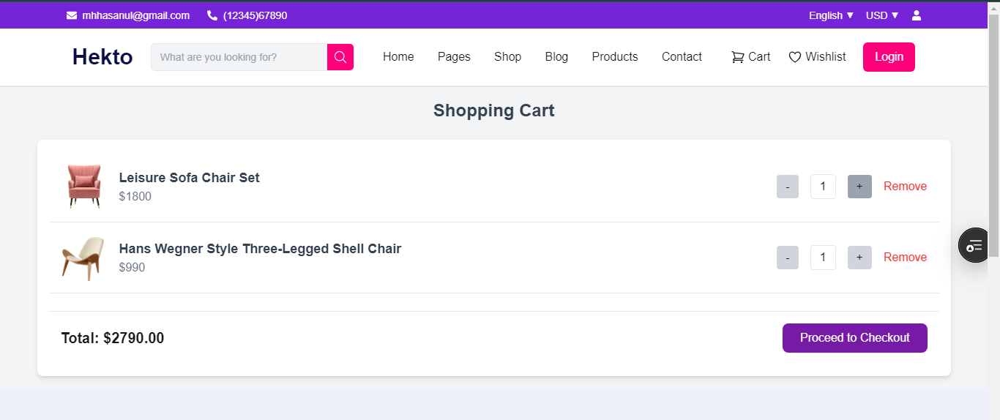 mhhasanul@gmail.com (12345)67890 English ▼ USD ▼
Hekto What are you looking for? Home Pages Shop Blog Products Contact Cart Wishlist Login
Shopping Cart
Leisure Sofa Chair Set
$1800
- 1 + Remove
Hans Wegner Style Three-Legged Shell Chair
$990
- 1 + Remove
Total: $2790.00 Proceed to Checkout